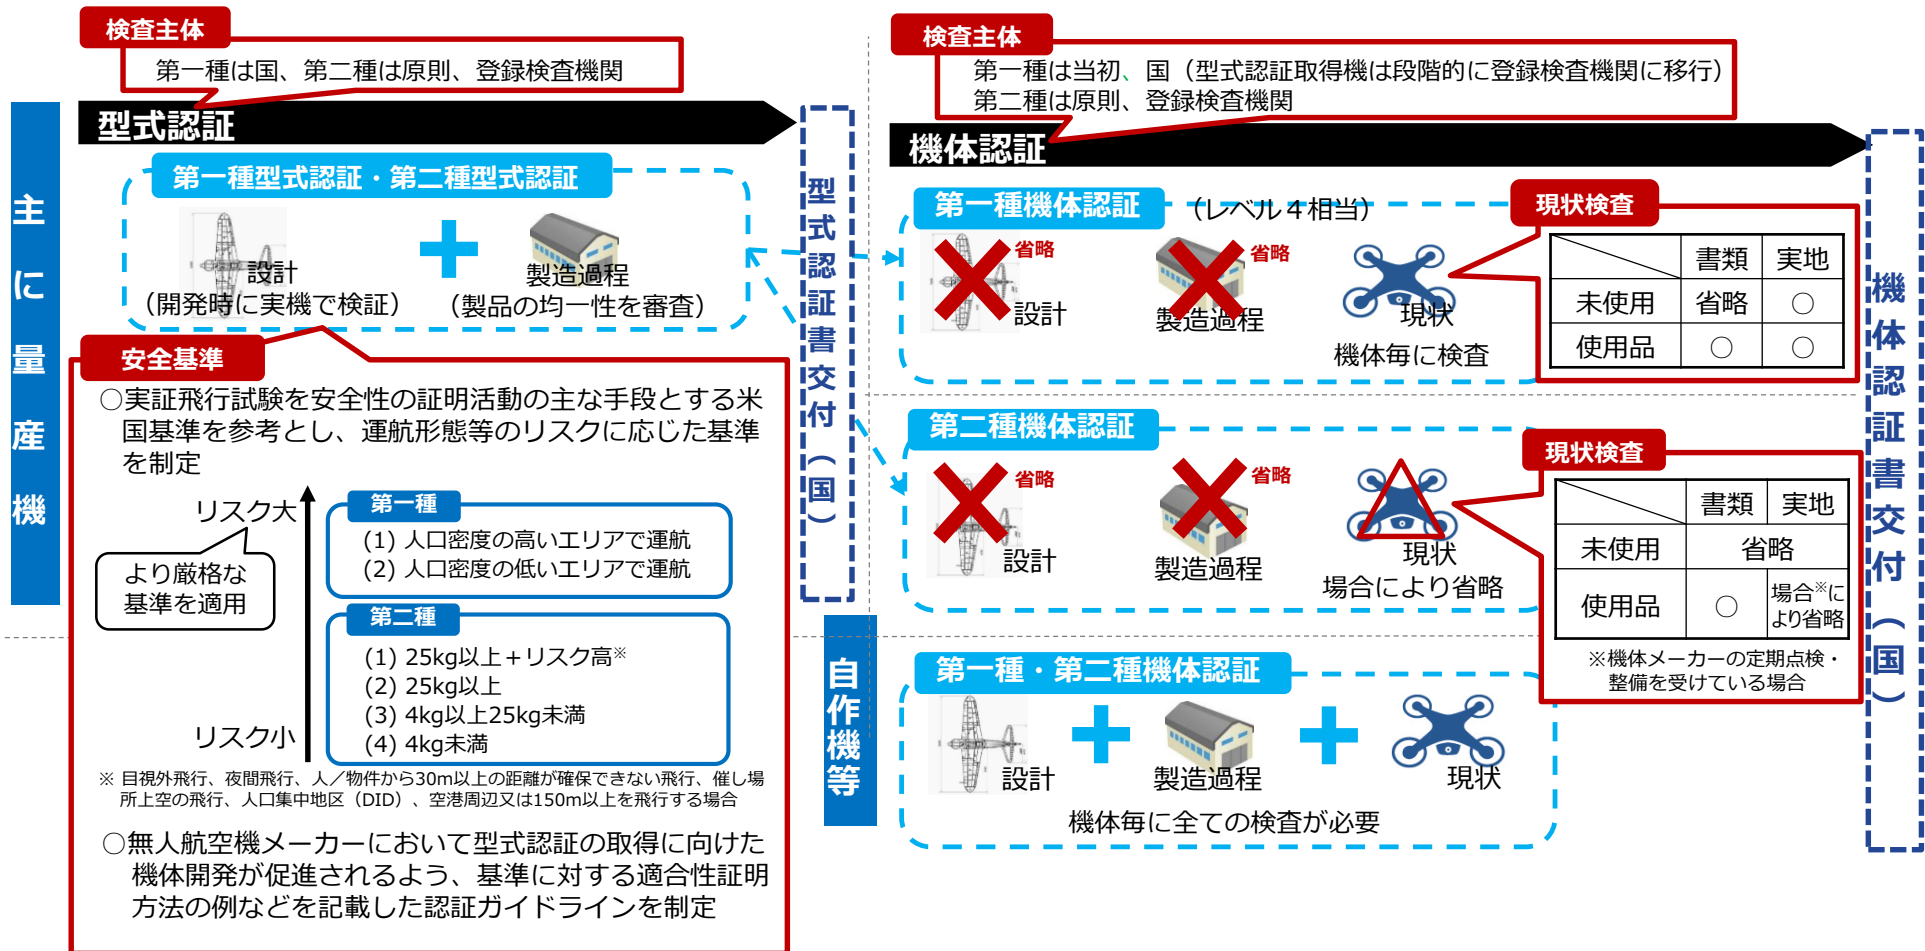 検査主体
第一種は国、第二種は原則、登録検査機関
型式認証
主に量産機
第一種型式認証・第二種型式認証
設計
（開発時に実機で検証）
製造過程
（製品の均一性を審査）
安全基準
○実証飛行試験を安全性の証明活動の主な手段とする米
国基準を参考とし、運航形態等のリスクに応じた基準
を制定
リスク大
より厳格な
基準を適用
リスク小
第一種
(1) 人口密度の高いエリアで運航
(2) 人口密度の低いエリアで運航
第二種
(1) 25kg以上＋リスク高※
(2) 25kg以上
(3) 4kg以上25kg未満
(4) 4kg未満
※ 目視外飛行、夜間飛行、人／物件から30m以上の距離が確保できない飛行、催し場
所上空の飛行、人口集中地区（DID）、空港周辺又は150m以上を飛行する場合
○無人航空機メーカーにおいて型式認証の取得に向けた
機体開発が促進されるよう、基準に対する適合性証明
方法の例などを記載した認証ガイドラインを制定
型式認証書交付（国）
検査主体
第一種は当初、国（型式認証取得機は段階的に登録検査機関に移行）
第二種は原則、登録検査機関
機体認証
第一種機体認証
（レベル４相当）
省略
設計
省略
製造過程
現状
機体毎に検査
現状検査
書類 実地
未使用 省略 ○
使用品 ○ ○
第二種機体認証
省略
設計
省略
製造過程
現状
場合により省略
現状検査
書類 実地
未使用 省略
使用品 ○ 場合※に
より省略
※機体メーカーの定期点検・
整備を受けている場合
自作機等
第一種・第二種機体認証
設計
製造過程
現状
機体毎に全ての検査が必要
機体認証書交付（国）